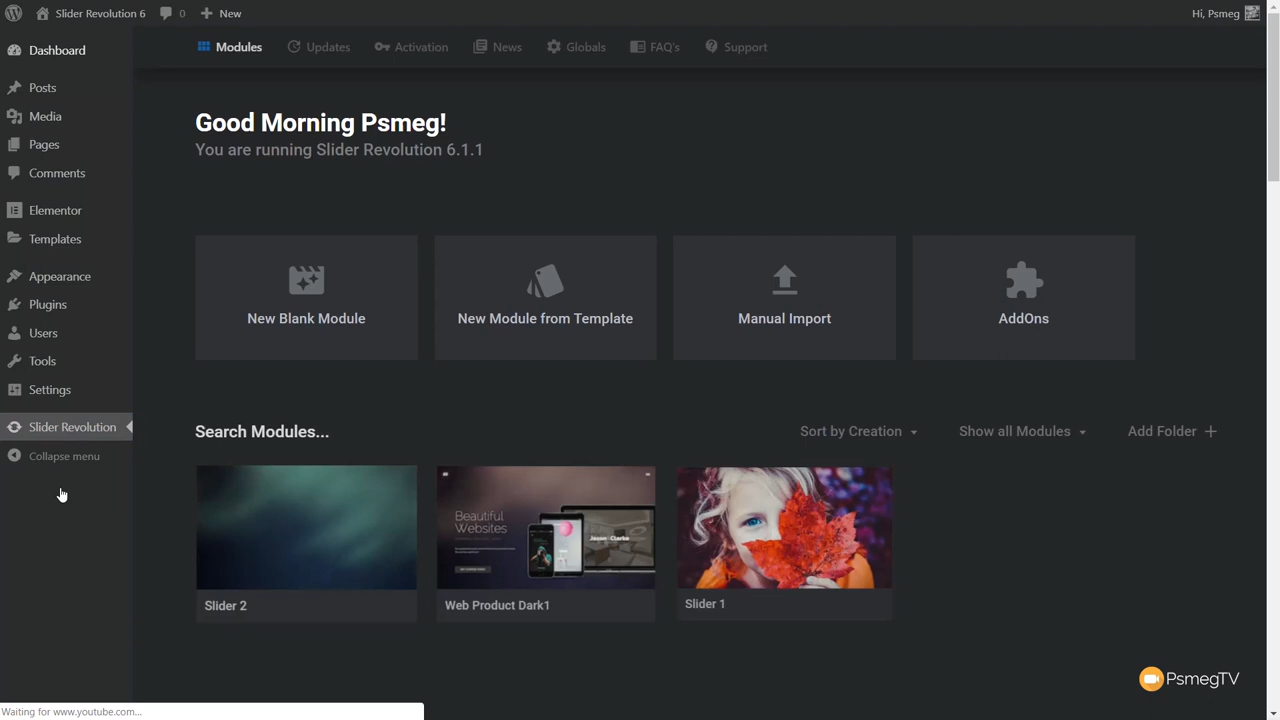 Slider Revolution 6
0
New
Hi, Psmeg
Dashboard
Posts
Media
Pages
Comments
Elementor
Templates
Appearance
Plugins
Users
Tools
Settings
Slider Revolution
Collapse menu
Modules
Updates
Activation
News
Globals
FAQ's
Support
Good Morning Psmeg!
You are running Slider Revolution 6.1.1
New Blank Module
New Module from Template
Manual Import
AddOns
Search Modules...
Sort by Creation
Show all Modules
Add Folder
Beautiful
Websites
Jason - Clarke
Slider 2
Web Product Dark1
Slider 1
PsmegTV
Waiting for www.youtube.com...